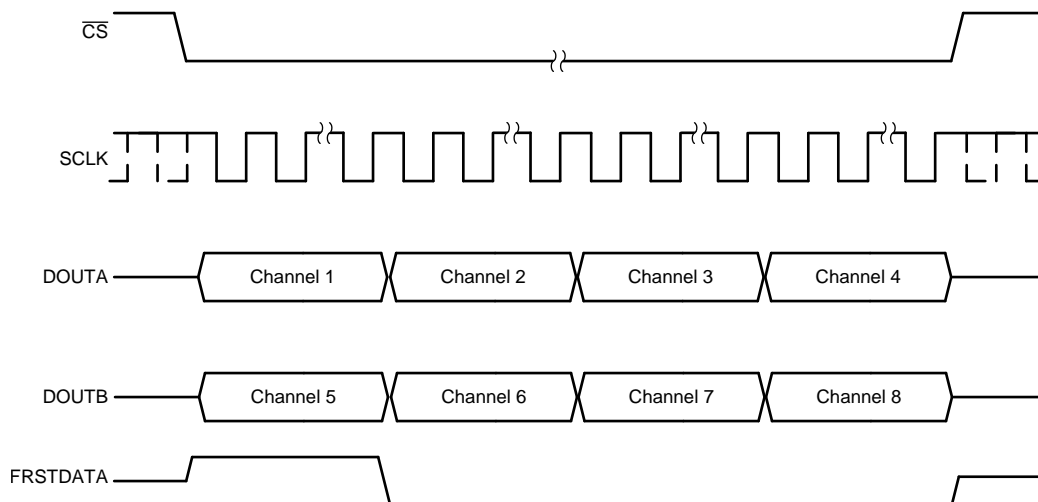 C̅S̅
SCLK
DOUTA
Channel 1
Channel 2
Channel 3
Channel 4
DOUTB
Channel 5
Channel 6
Channel 7
Channel 8
FRSTDATA